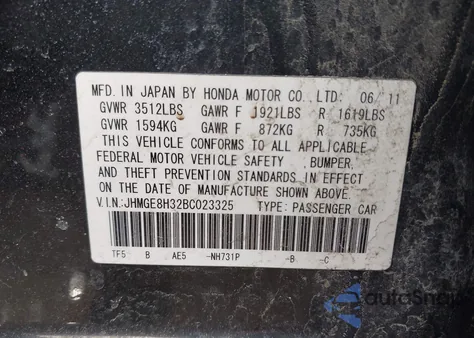 MFD. IN JAPAN BY HONDA MOTOR CO., LTD. 06/11
GVWR 3512LBS GAWR F 1921LBS R 1619LBS
GVWR 1594KG GAWR F 872KG R 735KG
THIS VEHICLE CONFORMS TO ALL APPLICABLE
FEDERAL MOTOR VEHICLE SAFETY , BUMPER,
AND THEFT PREVENTION STANDARDS IN EFFECT
ON THE DATE OF MANUFACTURE SHOWN ABOVE.
V.I.N:JHMGE8H32BC023325 TYPE: PASSENGER CAR
TF5 B AE5 -NH731P -B -C
autoSnap